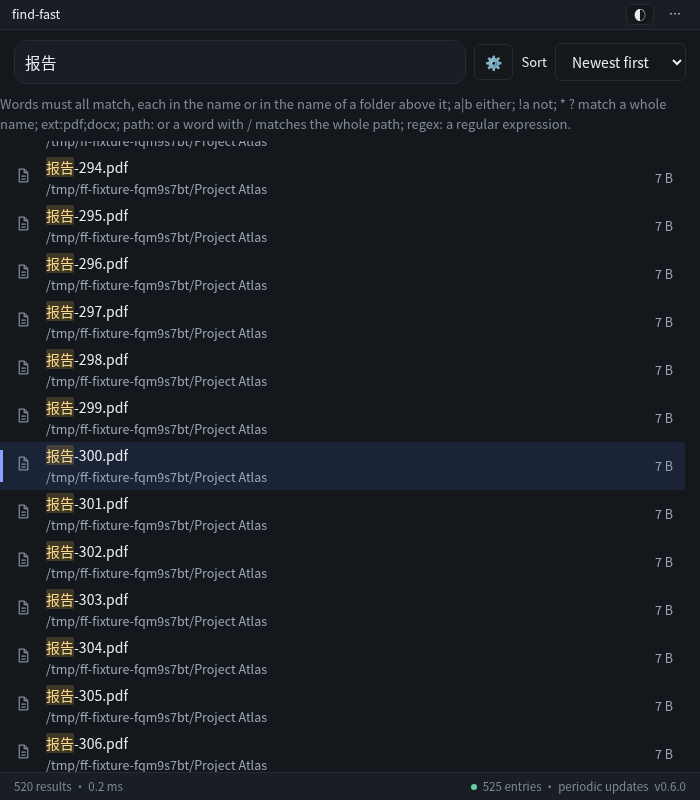 find-fast
报告
Sort
Newest first
Words must all match, each in the name or in the name of a folder above it; a|b either; !a not; * ? match a whole
name; ext:pdf;docx; path: or a word with / matches the whole path; regex: a regular expression.
/tmp/ff-fixture-fqm9s7bt/Project Atlas
报告-294.pdf
/tmp/ff-fixture-fqm9s7bt/Project Atlas
7 B
报告-295.pdf
/tmp/ff-fixture-fqm9s7bt/Project Atlas
7 B
报告-296.pdf
/tmp/ff-fixture-fqm9s7bt/Project Atlas
7 B
报告-297.pdf
/tmp/ff-fixture-fqm9s7bt/Project Atlas
7 B
报告-298.pdf
/tmp/ff-fixture-fqm9s7bt/Project Atlas
7 B
报告-299.pdf
/tmp/ff-fixture-fqm9s7bt/Project Atlas
7 B
报告-300.pdf
/tmp/ff-fixture-fqm9s7bt/Project Atlas
7 B
报告-301.pdf
/tmp/ff-fixture-fqm9s7bt/Project Atlas
7 B
报告-302.pdf
/tmp/ff-fixture-fqm9s7bt/Project Atlas
7 B
报告-303.pdf
/tmp/ff-fixture-fqm9s7bt/Project Atlas
7 B
报告-304.pdf
/tmp/ff-fixture-fqm9s7bt/Project Atlas
7 B
报告-305.pdf
/tmp/ff-fixture-fqm9s7bt/Project Atlas
7 B
报告-306.pdf
/tmp/ff-fixture-fqm9s7bt/Project Atlas
7 B
520 results • 0.2 ms
525 entries • periodic updates v0.6.0